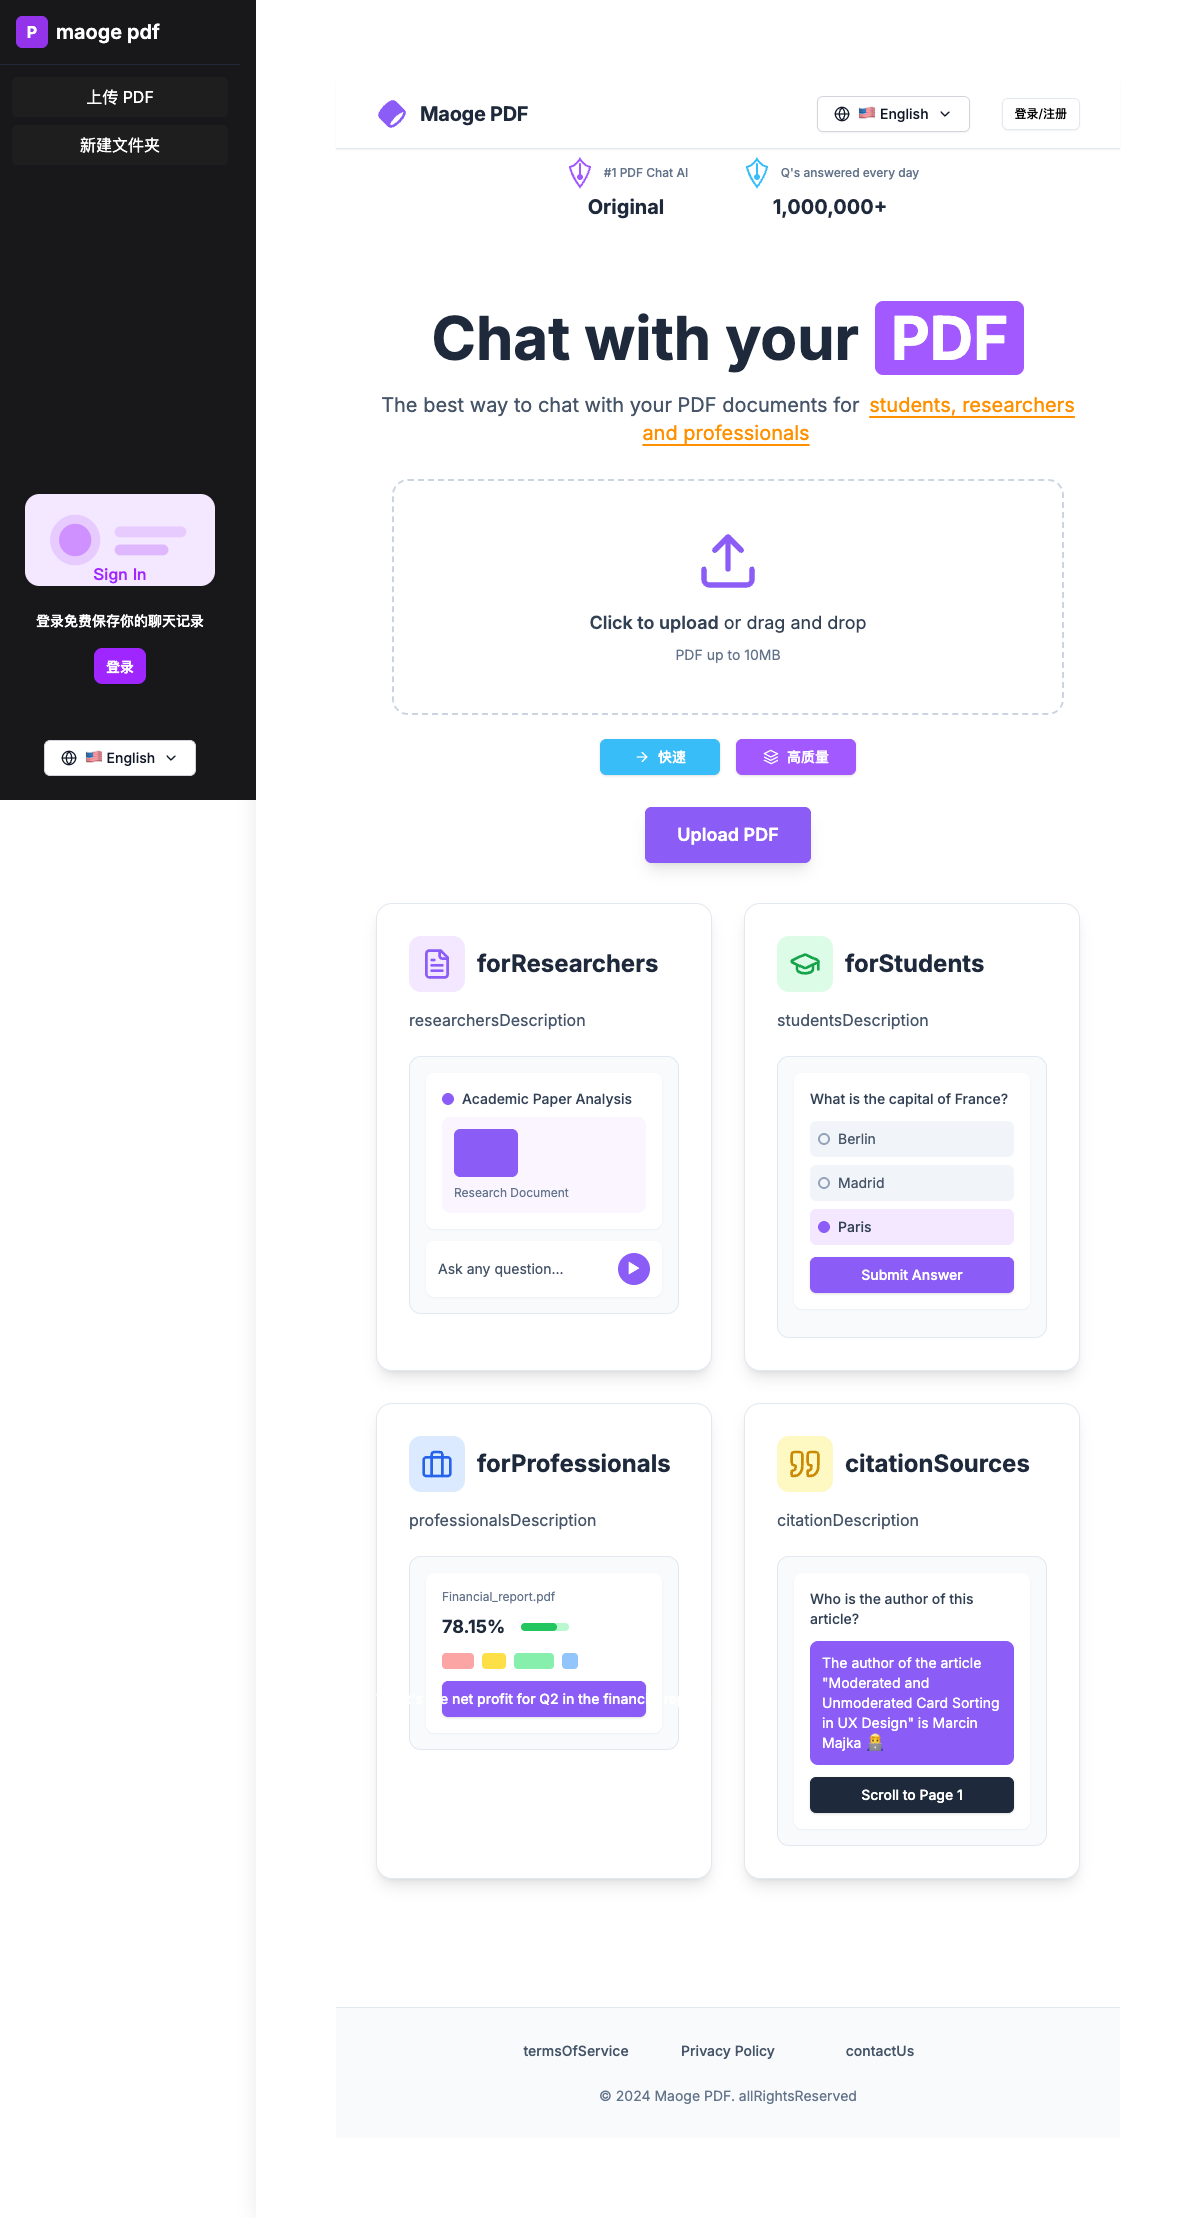 P maoge pdf
上传 PDF
新建文件夹
Sign In
登录免费保存你的聊天记录
登录
English
Maoge PDF
English
登录/注册
#1 PDF Chat AI
Original
Q's answered every day
1,000,000+
Chat with your PDF
The best way to chat with your PDF documents for students, researchers
and professionals
Click to upload or drag and drop
PDF up to 10MB
快速
高质量
Upload PDF
forResearchers
researchersDescription
Academic Paper Analysis
Research Document
Ask any question...
forStudents
studentsDescription
What is the capital of France?
Berlin
Madrid
Paris
Submit Answer
forProfessionals
professionalsDescription
Financial_report.pdf
78.15%
net profit for Q2 in the
citationSources
citationDescription
Who is the author of this
article?
The author of the article
"Moderated and
Unmoderated Card Sorting
in UX Design" is Marcin
Majka
Scroll to Page 1
termsOfService
Privacy Policy
contactUs
© 2024 Maoge PDF. allRightsReserved